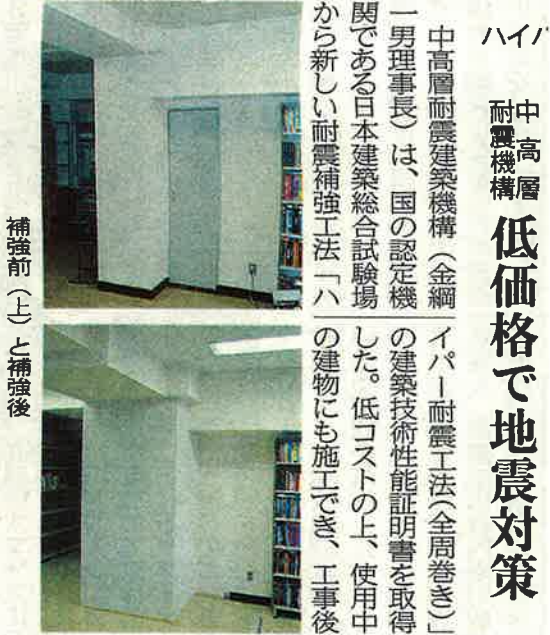 ハイパ
中高層
耐震機構
低価格で地震対策
中高層耐震建築機構(金綱
一男理事長)は、国の認定機
関である日本建築総合試験場
から新しい耐震補強工法「ハ
イパー耐震工法(全周巻き)」
の建築技術性能証明書を取得
した。低コストの上、使用中
の建物にも施工でき、工事後
補強前(上)と補強後